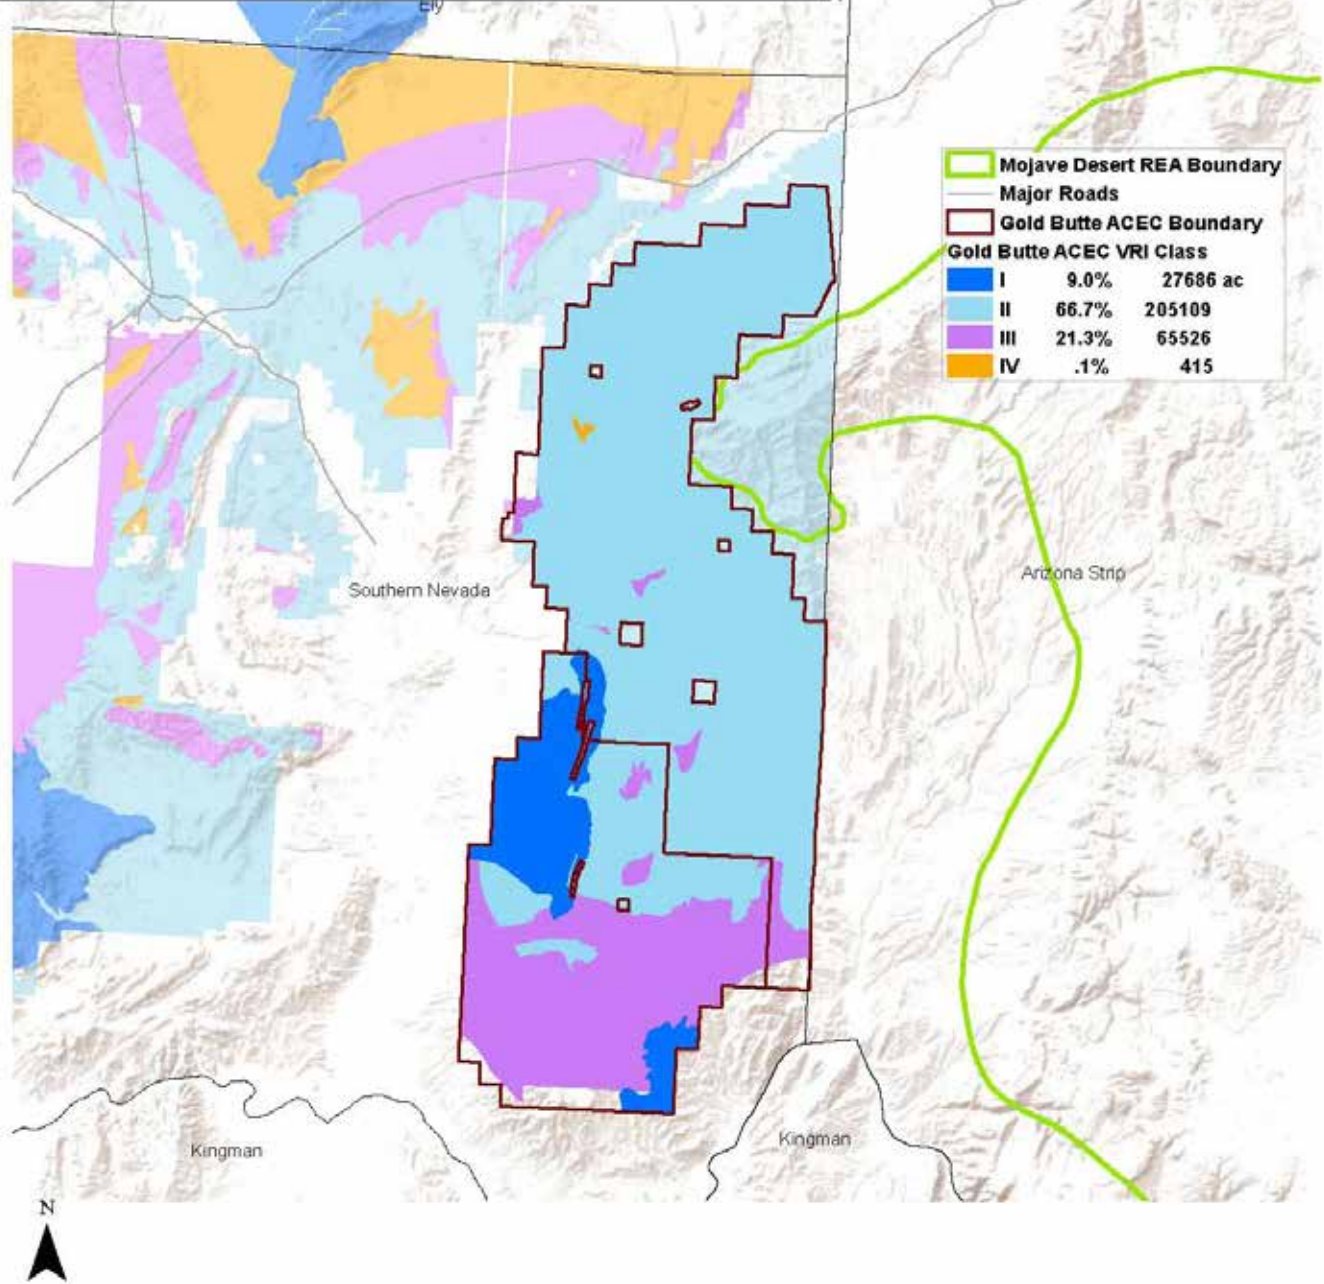 Ely
Mojave Desert REA Boundary
Major Roads
Gold Butte ACEC Boundary
Gold Butte ACEC VRI Class
I 9.0% 27686 ac
II 66.7% 205109
III 21.3% 65526
IV .1% 415
Southern Nevada
Arizona Strip
Kingman
Kingman
N